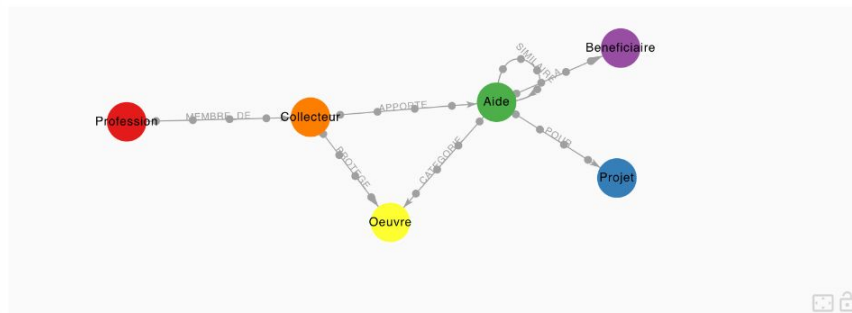 SIMILAIRE
Beneficiaire
A
Aide
APPORTE
MEMBRE_DE
Collecteur
Profession
POUR
CATEGORIE
PROTEGE
Projet
Oeuvre